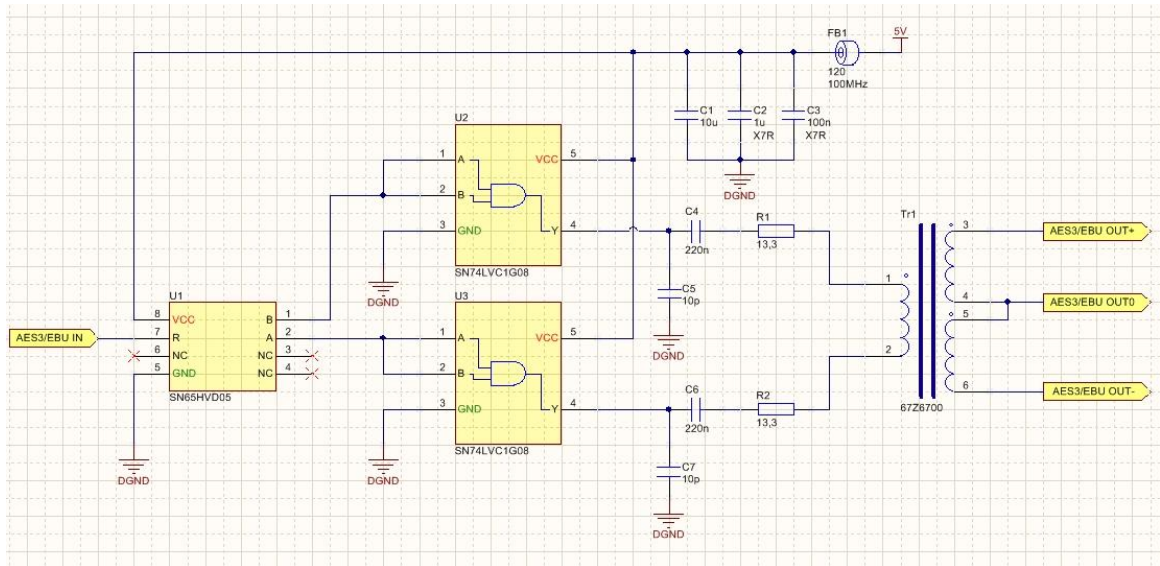 FB1
5V
120
100MHz
C1
10u
C2
1u
X7R
C3
100n
X7R
DGND
U2
1
A
VCC
5
2
B
3
GND
Y
4
SN74LVC1G08
DGND
C4
220n
R1
13,3
C5
10p
DGND
Tr1
1
2
3
4
5
6
67Z6700
AES3/EBU OUT+
AES3/EBU OUT0
AES3/EBU OUT-
U1
AES3/EBU IN
8
VCC
B
1
7
R
A
2
6
NC
NC
3
5
GND
NC
4
SN65HVD05
DGND
U3
1
A
VCC
5
2
B
3
GND
Y
4
SN74LVC1G08
DGND
C6
220n
R2
13,3
C7
10p
DGND